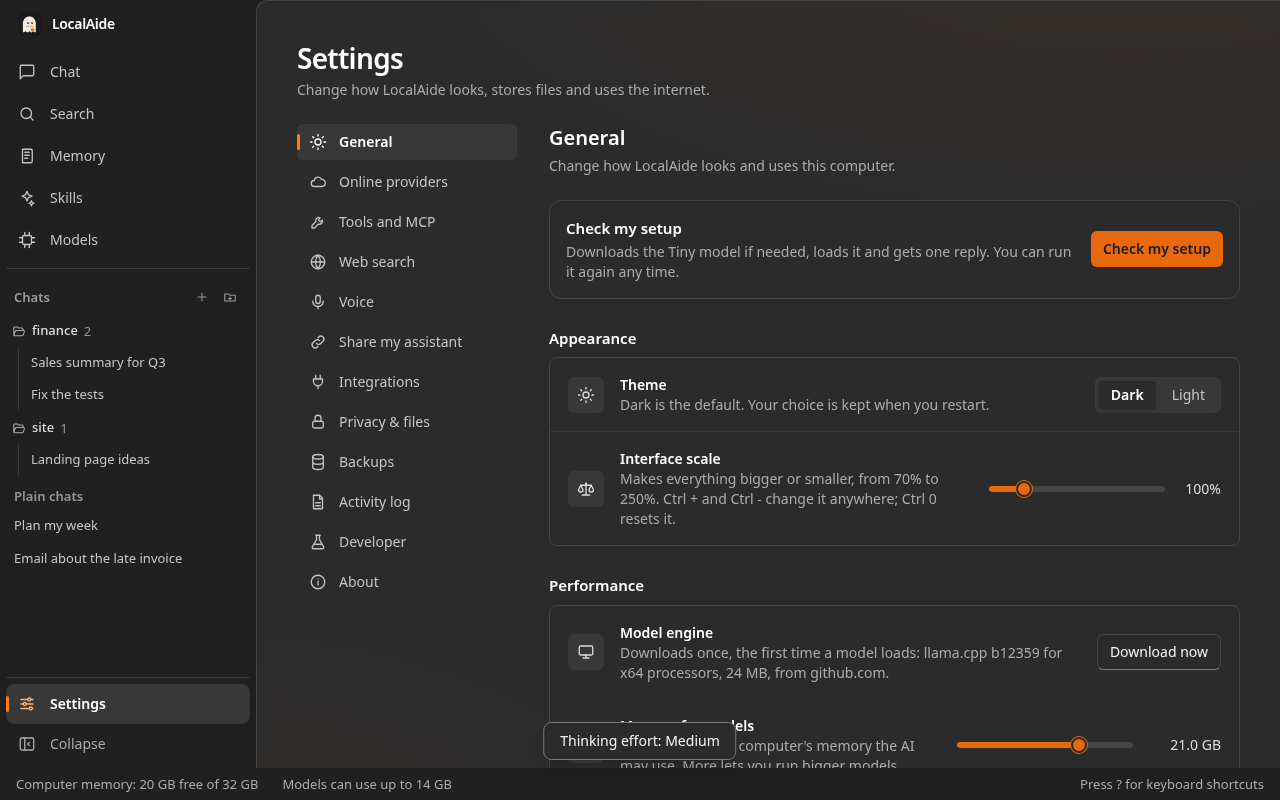 LocalAide
Chat
Search
Memory
Skills
Models
Chats
finance 2
Sales summary for Q3
Fix the tests
site 1
Landing page ideas
Plain chats
Plan my week
Email about the late invoice
Settings
Collapse
Settings
Change how LocalAide looks, stores files and uses the internet.
General
Online providers
Tools and MCP
Web search
Voice
Share my assistant
Integrations
Privacy & files
Backups
Activity log
Developer
About
General
Change how LocalAide looks and uses this computer.
Check my setup
Downloads the Tiny model if needed, loads it and gets one reply. You can run
it again any time.
Check my setup
Appearance
Theme
Dark is the default. Your choice is kept when you restart.
Dark
Light
Interface scale
Makes everything bigger or smaller, from 70% to
250%. Ctrl + and Ctrl - change it anywhere; Ctrl 0
resets it.
100%
Performance
Model engine
Downloads once, the first time a model loads: llama.cpp b12359 for
x64 processors, 24 MB, from github.com.
Download now
computer's memory the AI
may use. More lets you run bigger models.
21.0 GB
Thinking effort: Medium
Computer memory: 20 GB free of 32 GB
Models can use up to 14 GB
Press ? for keyboard shortcuts